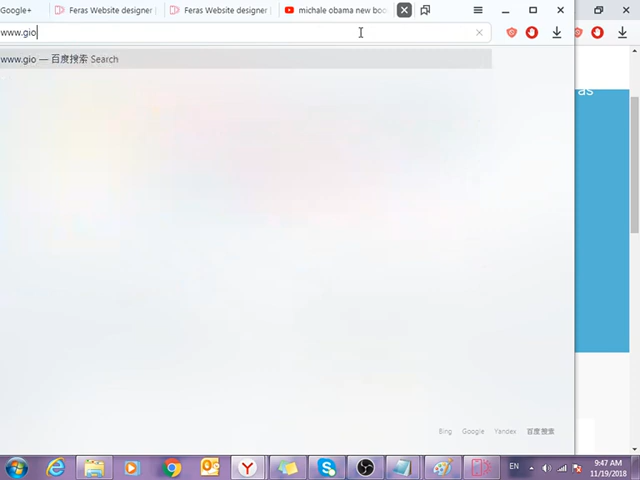 Google+ Feras Website designer Feras Website designer michale obama new boo
www.gio
as
www.gio — 百度搜索 Search
Bing Google Yandex 百度搜索
EN 9:47 AM
11/19/2018